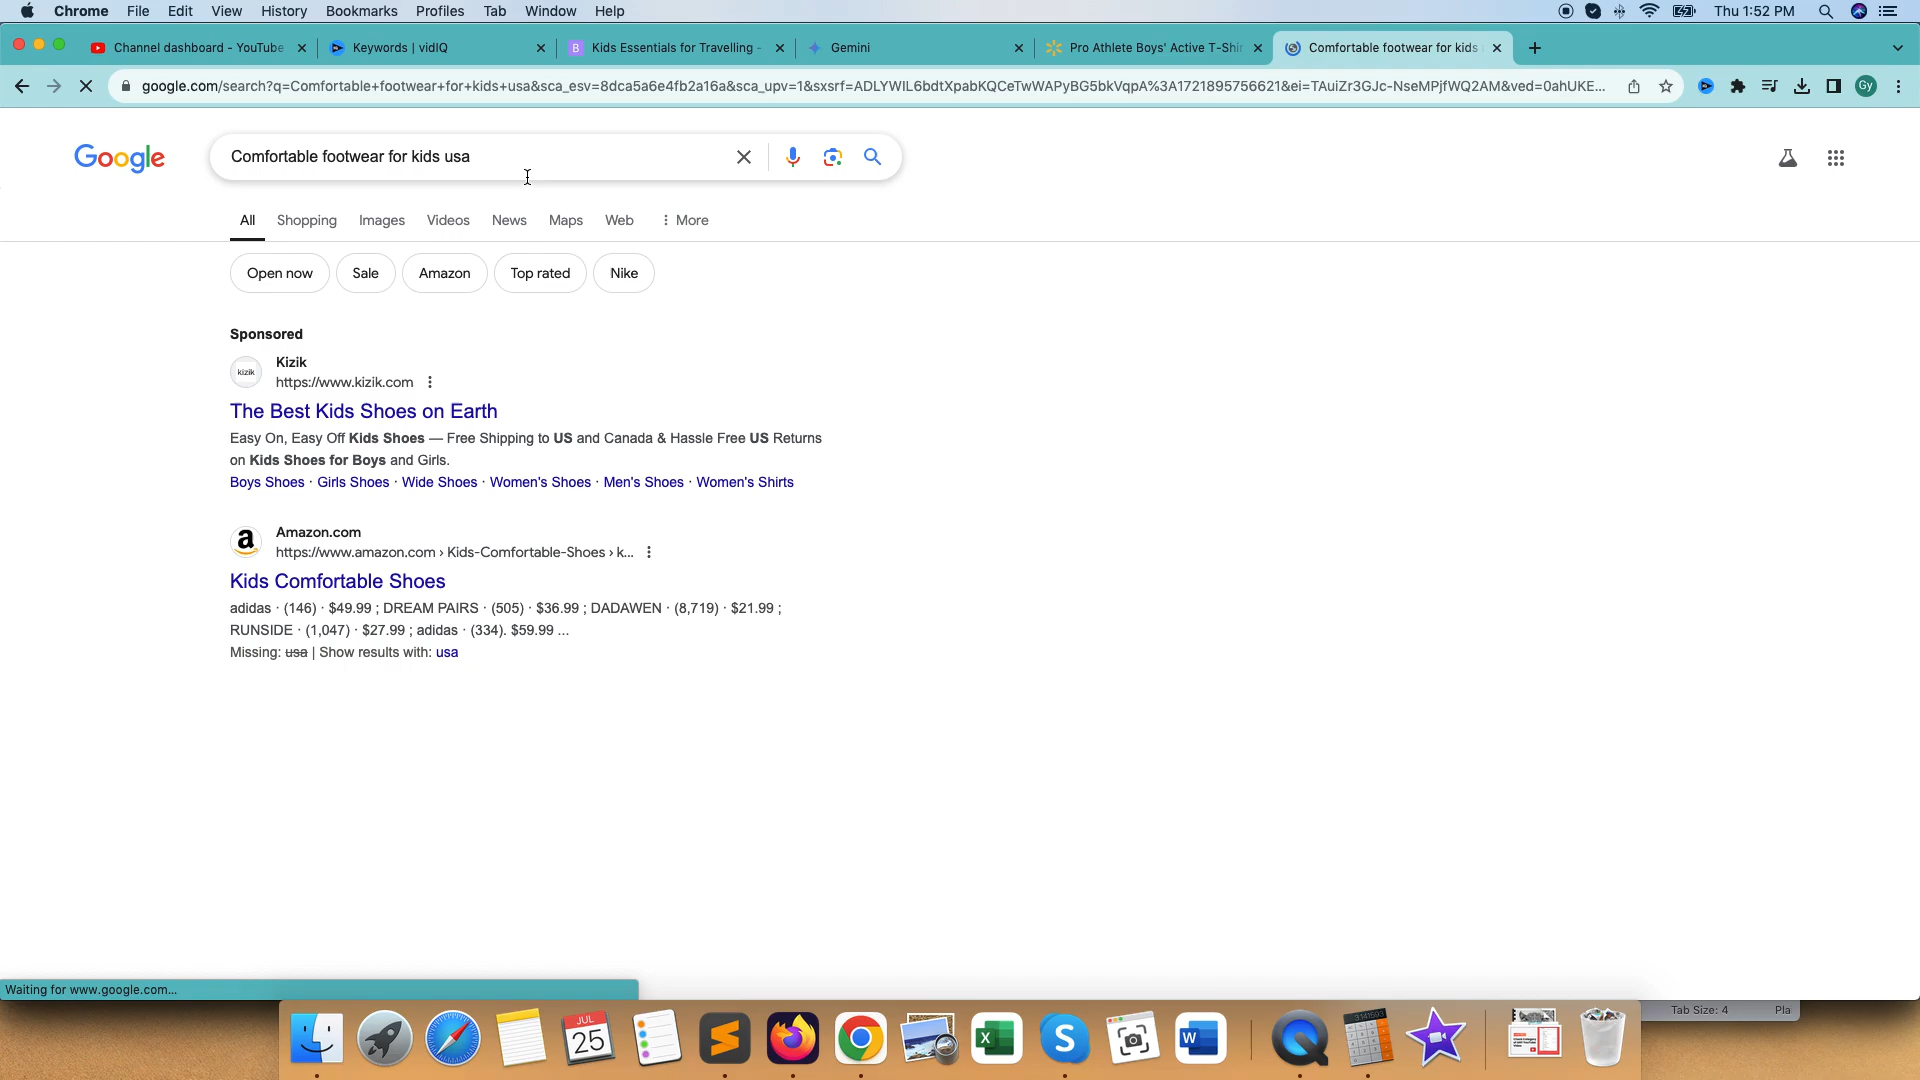 Chrome File Edit View History Bookmarks Profiles Tab Window Help Thu 1:52 PM
Channel dashboard - YouTube Keywords | vidIQ Kids Essentials for Travelling - Gemini Pro Athlete Boys' Active T-Shir Comfortable footwear for kids
google.com/search?q=Comfortable+footwear+for+kids+usa&sca_esv=8dca5a6e4fb2a16a&sca_upv=1&sxsrf=ADLYWIL6bdtXpabKQCeTwWAPyBG5bkVqpA%3A1721895756621&ei=TAuiZr3GJc-NseMPjfWQ2AM&ved=0ahUKE... Gy
Google Comfortable footwear for kids usa
All Shopping Images Videos News Maps Web More
Open now Sale Amazon Top rated Nike
Sponsored
kizik Kizik
https://www.kizik.com
The Best Kids Shoes on Earth
Easy On, Easy Off Kids Shoes — Free Shipping to US and Canada & Hassle Free US Returns
on Kids Shoes for Boys and Girls.
Boys Shoes · Girls Shoes · Wide Shoes · Women's Shoes · Men's Shoes · Women's Shirts
a Amazon.com
https://www.amazon.com › Kids-Comfortable-Shoes › k...
Kids Comfortable Shoes
adidas · (146) · $49.99 ; DREAM PAIRS · (505) · $36.99 ; DADAWEN · (8,719) · $21.99 ;
RUNSIDE · (1,047) · $27.99 ; adidas · (334). $59.99 ...
Missing: usa | Show results with: usa
Waiting for www.google.com...
Tab Size: 4 Pla
JUL
25